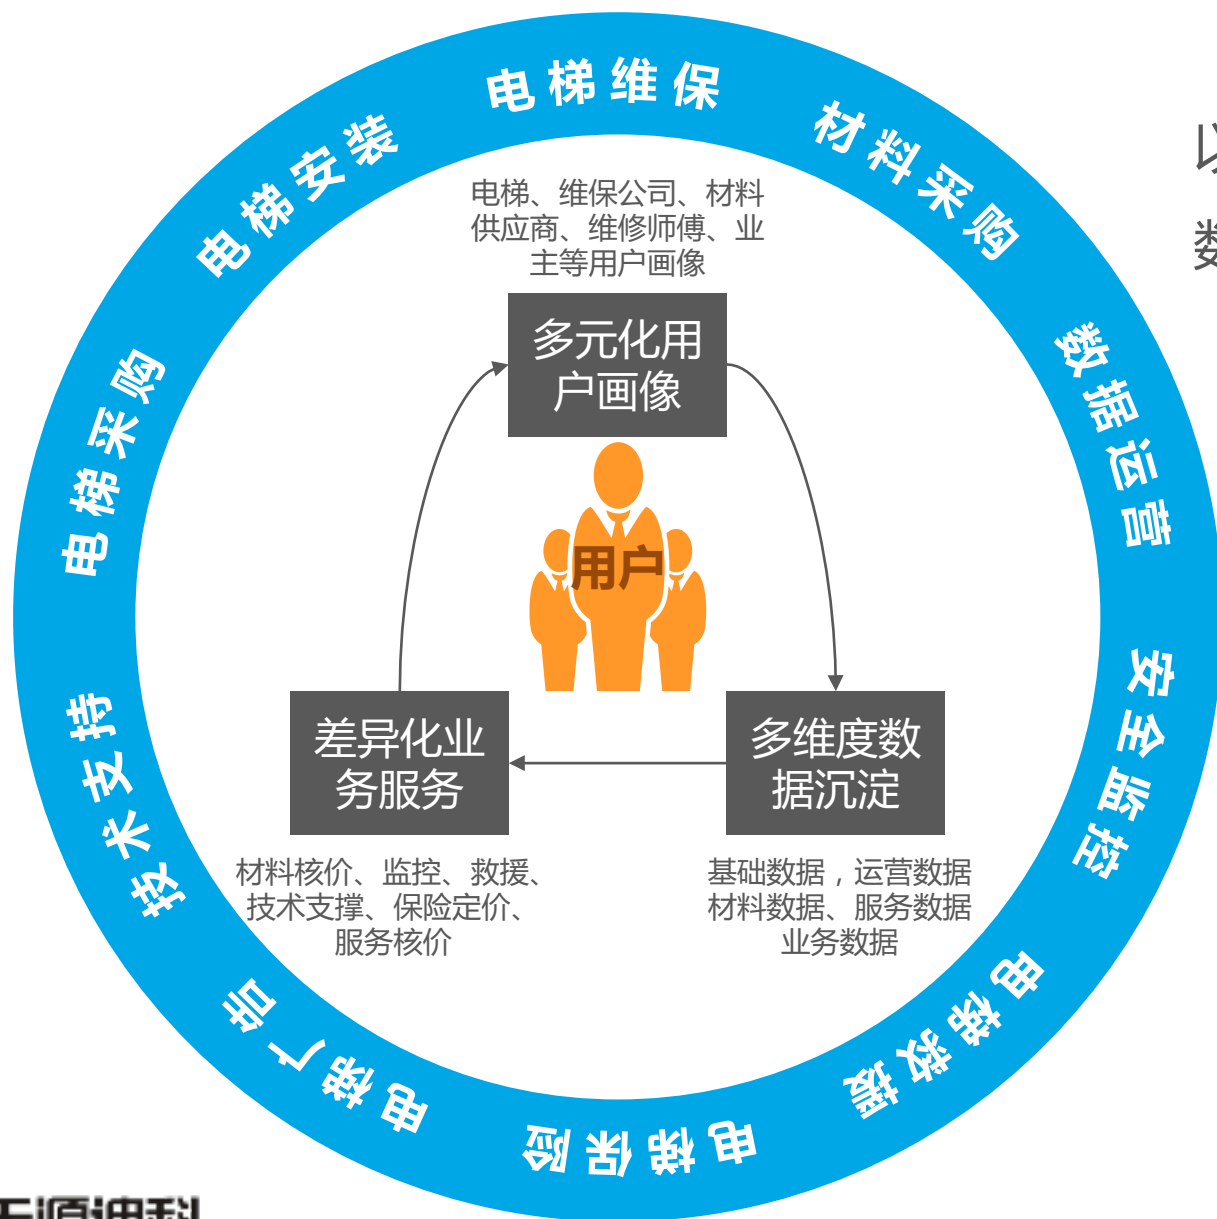 电梯维保
材料采购
数据运营
安全监控
电梯救援
电梯保险
电梯广告
技术支持
电梯采购
电梯安装
电梯、维保公司、材料
供应商、维修师傅、业
主等用户画像
多元化用
户画像
用户
差异化业
务服务
多维度数
据沉淀
材料核价、监控、救援、
技术支撑、保险定价、
服务核价
基础数据，运营数据
材料数据、服务数据
业务数据